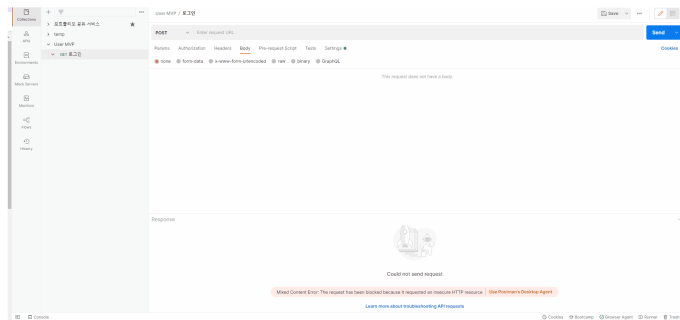 User MVP / 로그인
Save
Collections
포트폴리오 공유 서비스
temp
User MVP
GET 로그인
APIs
Environments
Mock Servers
Monitors
Flows
History
POST
Enter request URL
Send
Params Authorization Headers Body Pre-request Script Tests Settings
Cookies
none form-data x-www-form-urlencoded raw binary GraphQL
This request does not have a body
Response
Could not send request
Mixed Content Error: The request has been blocked because it requested an insecure HTTP resource Use Postman's Desktop Agent
Learn more about troubleshooting API requests
Console
Cookies Bootcamp Browser Agent Runner Trash